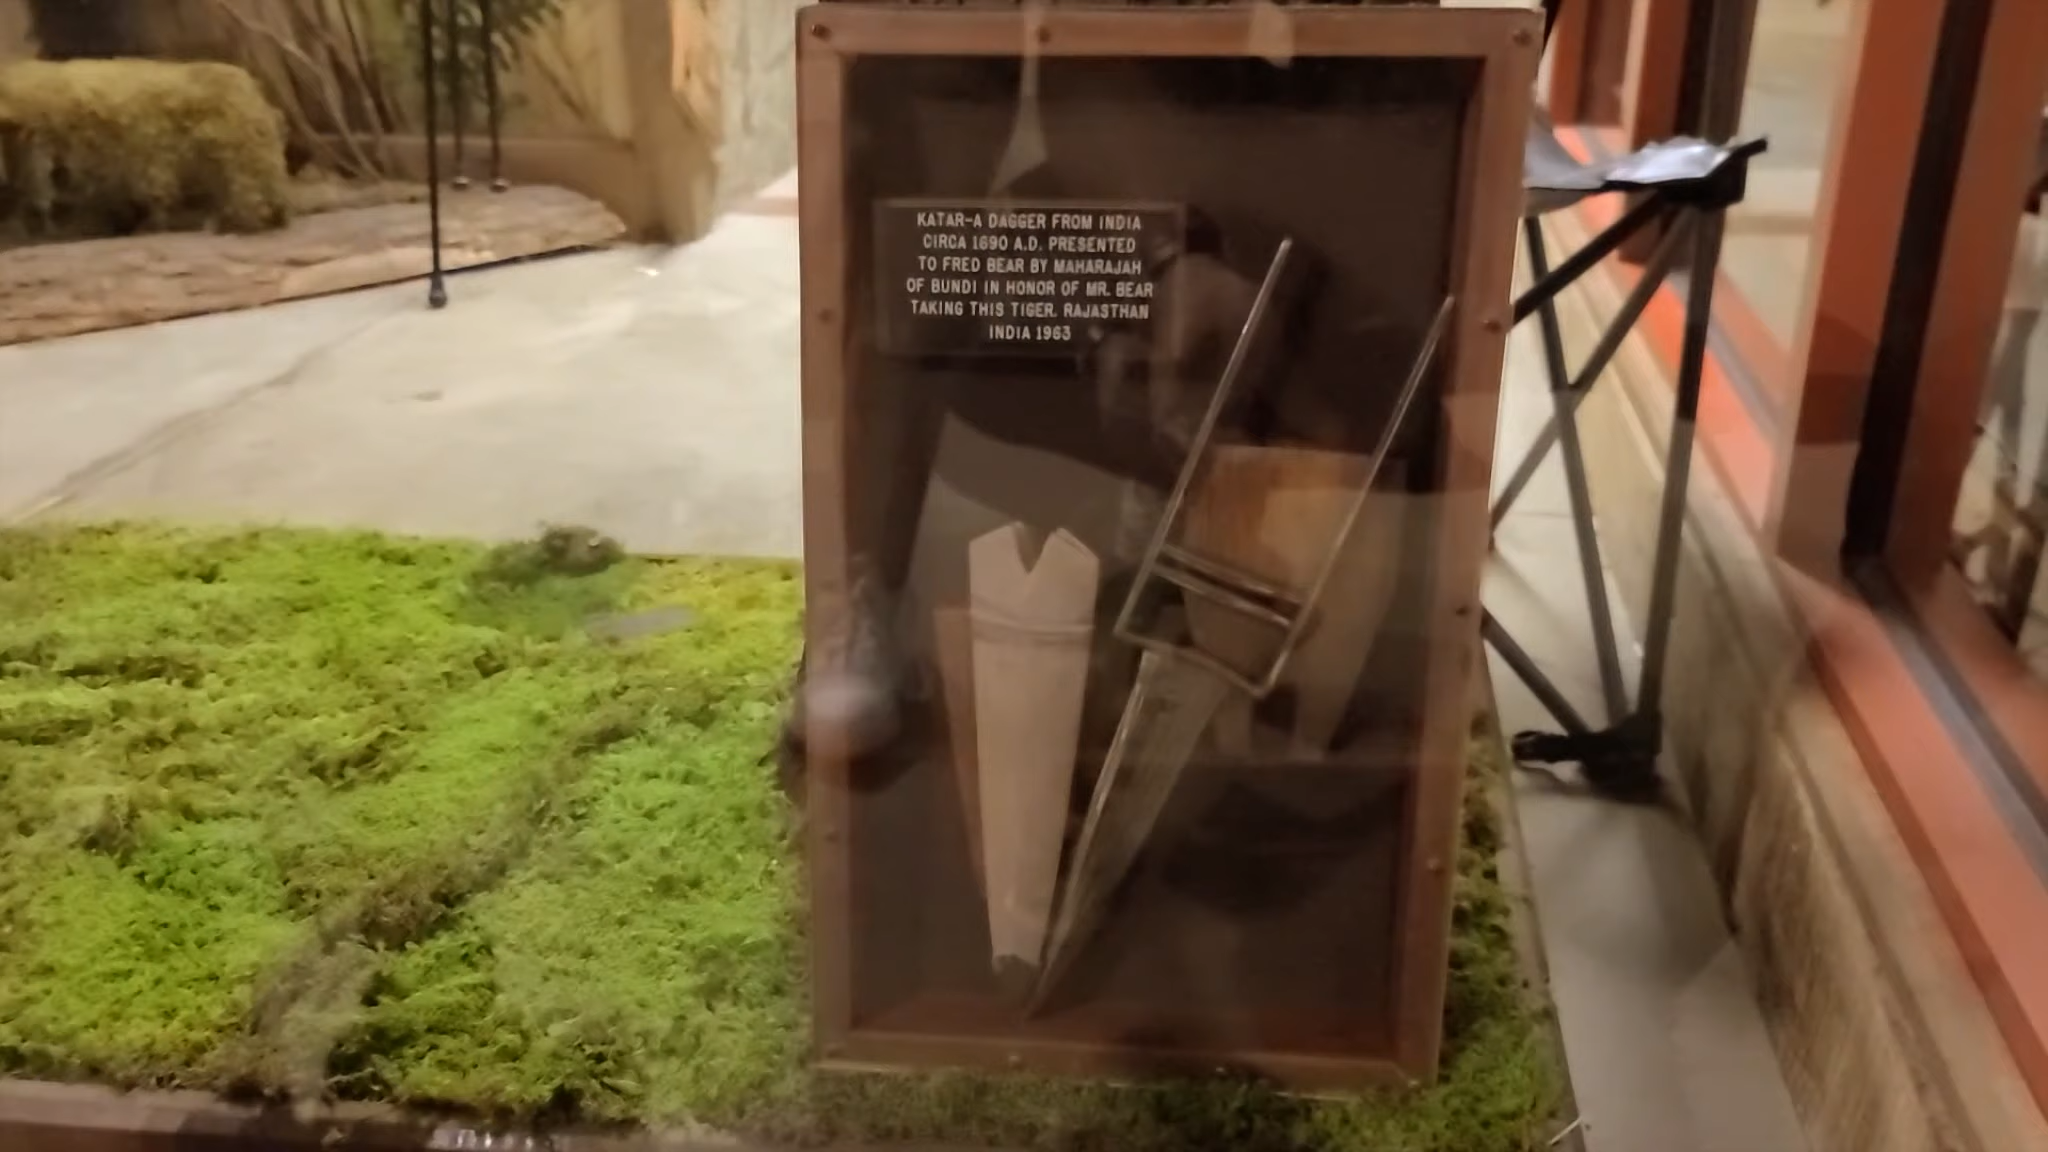 KATAR-A DAGGER FROM INDIA
CIRCA 1690 A.D. PRESENTED
TO FRED BEAR BY MAHARAJAH
OF BUNDI IN HONOR OF MR. BEAR
TAKING THIS TIGER. RAJASTHAN
INDIA 1963